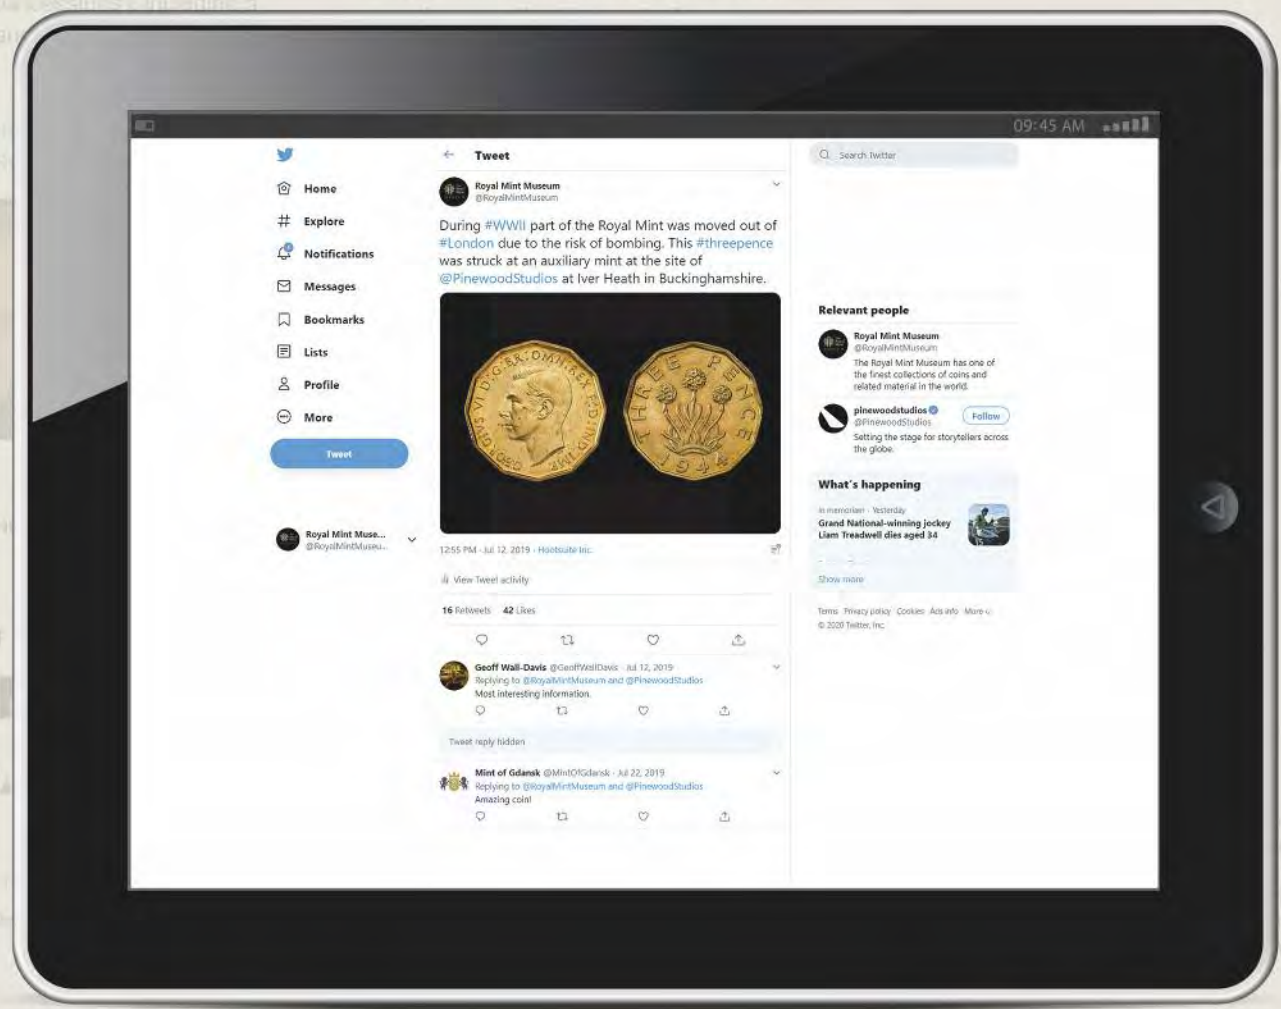 09:45 AM
Home
Explore
Notifications
Messages
Bookmarks
Lists
Profile
More
Tweet
Royal Mint Muse...
@RoyalMintMuseu...
Tweet
Royal Mint Museum
@RoyalMintMuseum
During #WWII part of the Royal Mint was moved out of
#London due to the risk of bombing. This #threepence
was struck at an auxiliary mint at the site of
@PinewoodStudios at Iver Heath in Buckinghamshire.
GEORGIVS VI D:G:BR:OMN:REX F:D:IND:IMP.
THREE PENCE
1944
12:55 PM · Jul 12, 2019 · Hootsuite Inc.
View Tweet activity
16 Retweets 42 Likes
Geoff Wall-Davis @GeoffWallDavis · Jul 12, 2019
Replying to @RoyalMintMuseum and @PinewoodStudios
Most interesting information.
Tweet reply hidden
Mint of Gdansk @MintOfGdansk · Jul 22, 2019
Replying to @RoyalMintMuseum and @PinewoodStudios
Amazing coin!
Search Twitter
Relevant people
Royal Mint Museum
@RoyalMintMuseum
The Royal Mint Museum has one of
the finest collections of coins and
related material in the world.
pinewoodstudios
@PinewoodStudios
Follow
Setting the stage for storytellers across
the globe.
What's happening
In memoriam · Yesterday
Grand National-winning jockey
Liam Treadwell dies aged 34
Show more
Terms Privacy policy Cookies Ads info More
© 2020 Twitter, Inc.